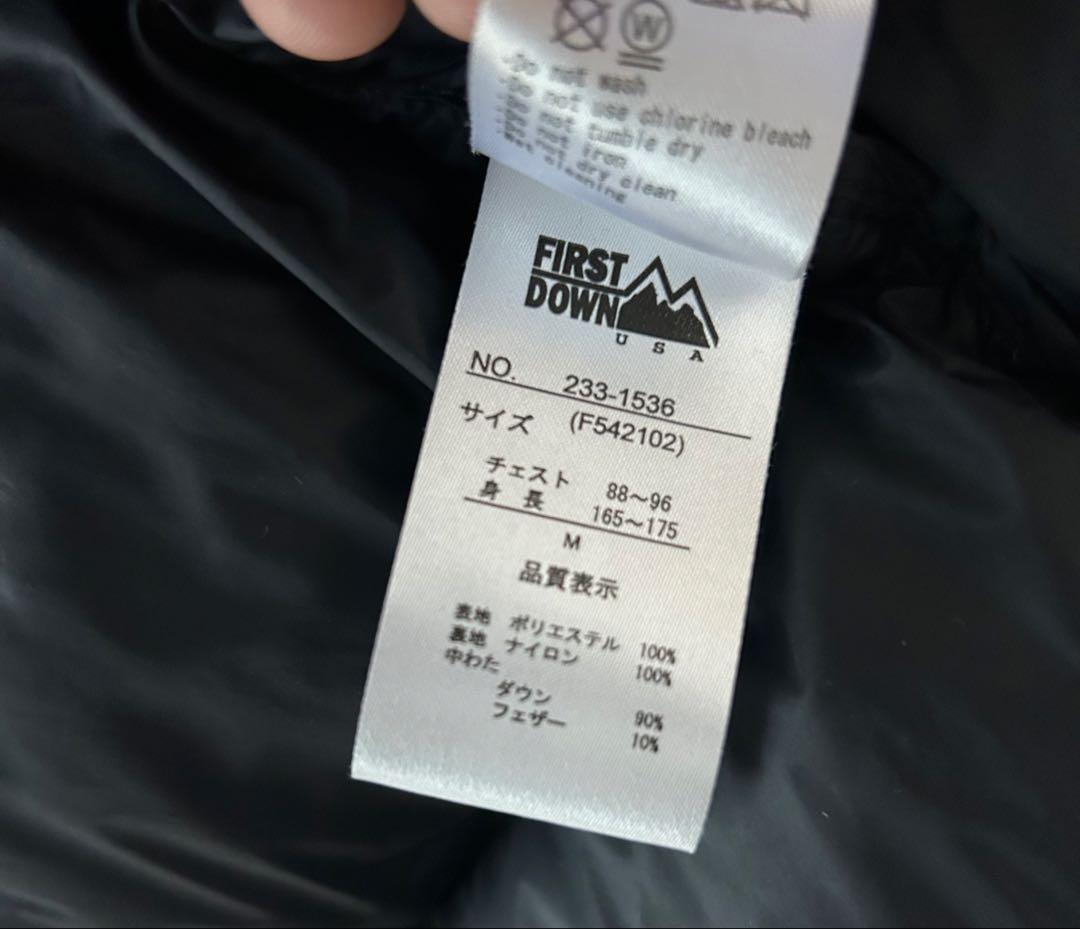 W
-Do not wash
-Do not use chlorine bleach
-Do not tumble dry
not iron
dry clean
FIRST
DOWN
USA
NO. 233-1536
サイズ (F542102)
チェスト 88〜96
身長 165〜175
M
品質表示
表地 ポリエステル 100%
裏地 ナイロン 100%
中わた
ダウン 90%
フェザー 10%